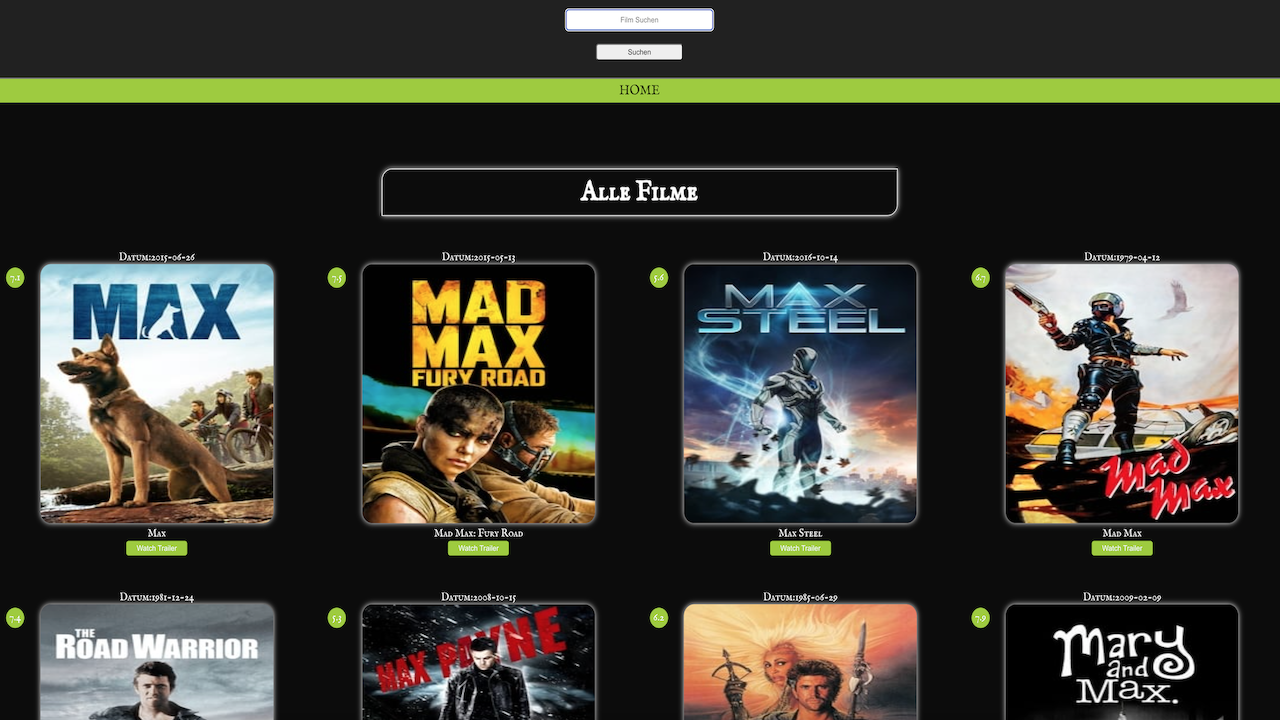 Film Suchen
Suchen
HOME
Alle Filme
Datum:2015-06-26
Datum:2015-05-13
Datum:2016-10-14
Datum:1979-04-12
7.1
7.5
5.6
6.7
MAX
MAD
MAX
FURY ROAD
MAX
STEEL
Mad
Max
Max
Mad Max: Fury Road
Max Steel
Mad Max
Watch Trailer
Watch Trailer
Watch Trailer
Watch Trailer
Datum:1981-12-24
Datum:2008-10-15
Datum:1985-06-29
Datum:2009-02-09
7.4
5.3
6.2
7.9
THE
ROAD WARRIOR
MAX PAYNE
Mary
and
Max.